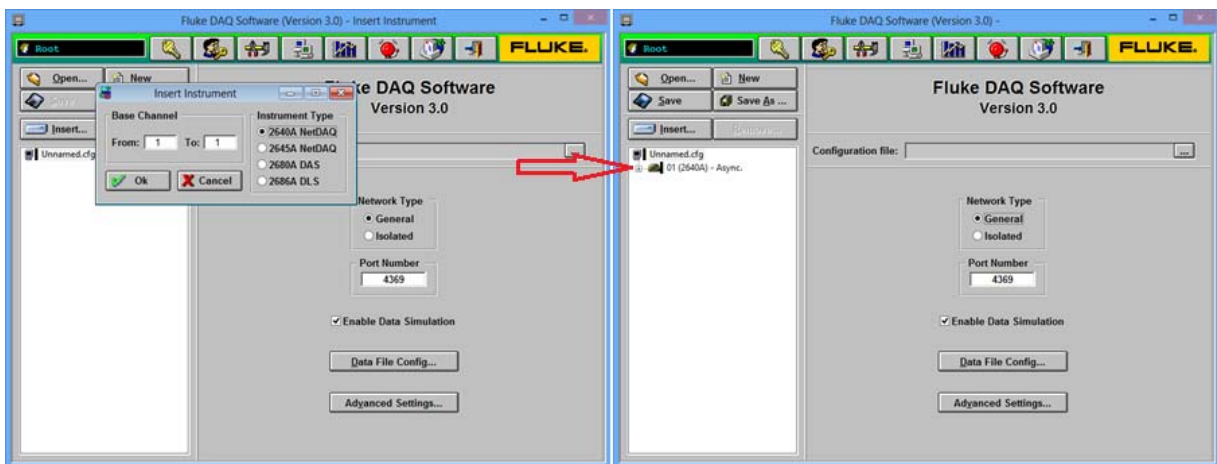 Fluke DAQ Software (Version 3.0) - Insert Instrument
Root
FLUKE.
Open...
New
Insert...
Unnamed.cfg
Insert Instrument
Base Channel
From: 1 To: 1
Ok
Cancel
Instrument Type
2640A NetDAQ
2645A NetDAQ
2680A DAS
2686A DLS
ke DAQ Software
Version 3.0
...
Network Type
General
Isolated
Port Number
4369
Enable Data Simulation
Data File Config...
Advanced Settings...
Fluke DAQ Software (Version 3.0) -
Root
FLUKE.
Open...
New
Save
Save As ...
Insert...
Remove...
Unnamed.cfg
01 (2640A) - Async.
Fluke DAQ Software
Version 3.0
Configuration file:
...
Network Type
General
Isolated
Port Number
4369
Enable Data Simulation
Data File Config...
Advanced Settings...